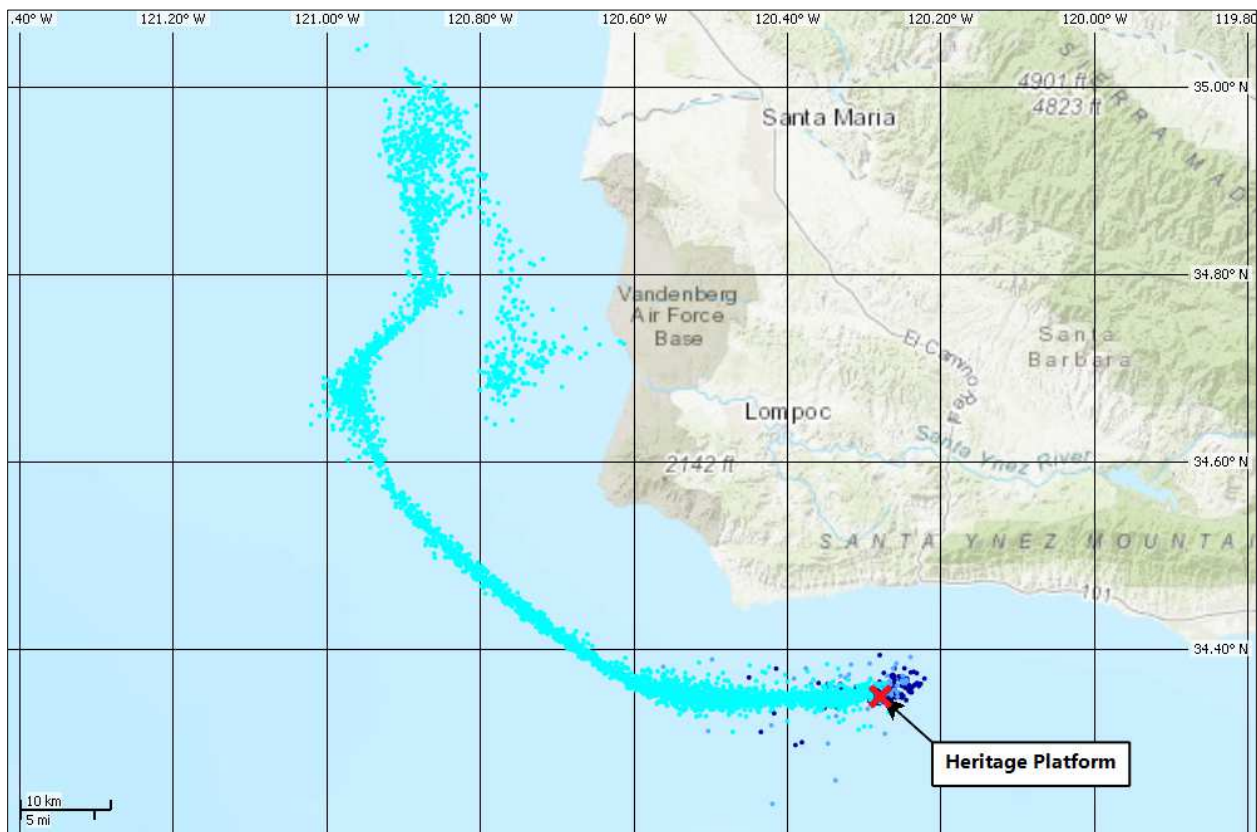 .40° W
121.20° W
121.00° W
120.80° W
120.60° W
120.40° W
120.20° W
120.00° W
119.80
SIERRA MAD
4901 ft
4823 ft
35.00° N
Santa Maria
34.80° N
Vandenberg
Air Force
Base
El Camino Real
Santa
Barbara
Lompoc
Santa Ynez River
2142 ft
34.60° N
SANTA YNEZ MOUNTAI
101
34.40° N
Heritage Platform
10 km
5 mi